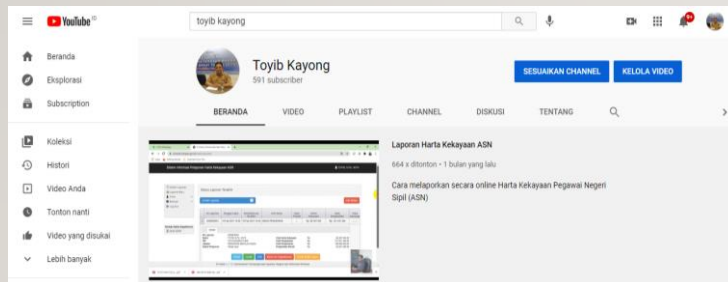 YouTube ID
toyib kayong
9+
Beranda
Eksplorasi
Subscription
Koleksi
Histori
Video Anda
Tonton nanti
Video yang disukai
Lebih banyak
Toyib Kayong
591 subscriber
SESUAIKAN CHANNEL
KELOLA VIDEO
BERANDA VIDEO PLAYLIST CHANNEL DISKUSI TENTANG
Laporan Harta Kekayaan ASN
664 x ditonton • 1 bulan yang lalu
Cara melaporkan secara online Harta Kekayaan Pegawai Negeri
Sipil (ASN)